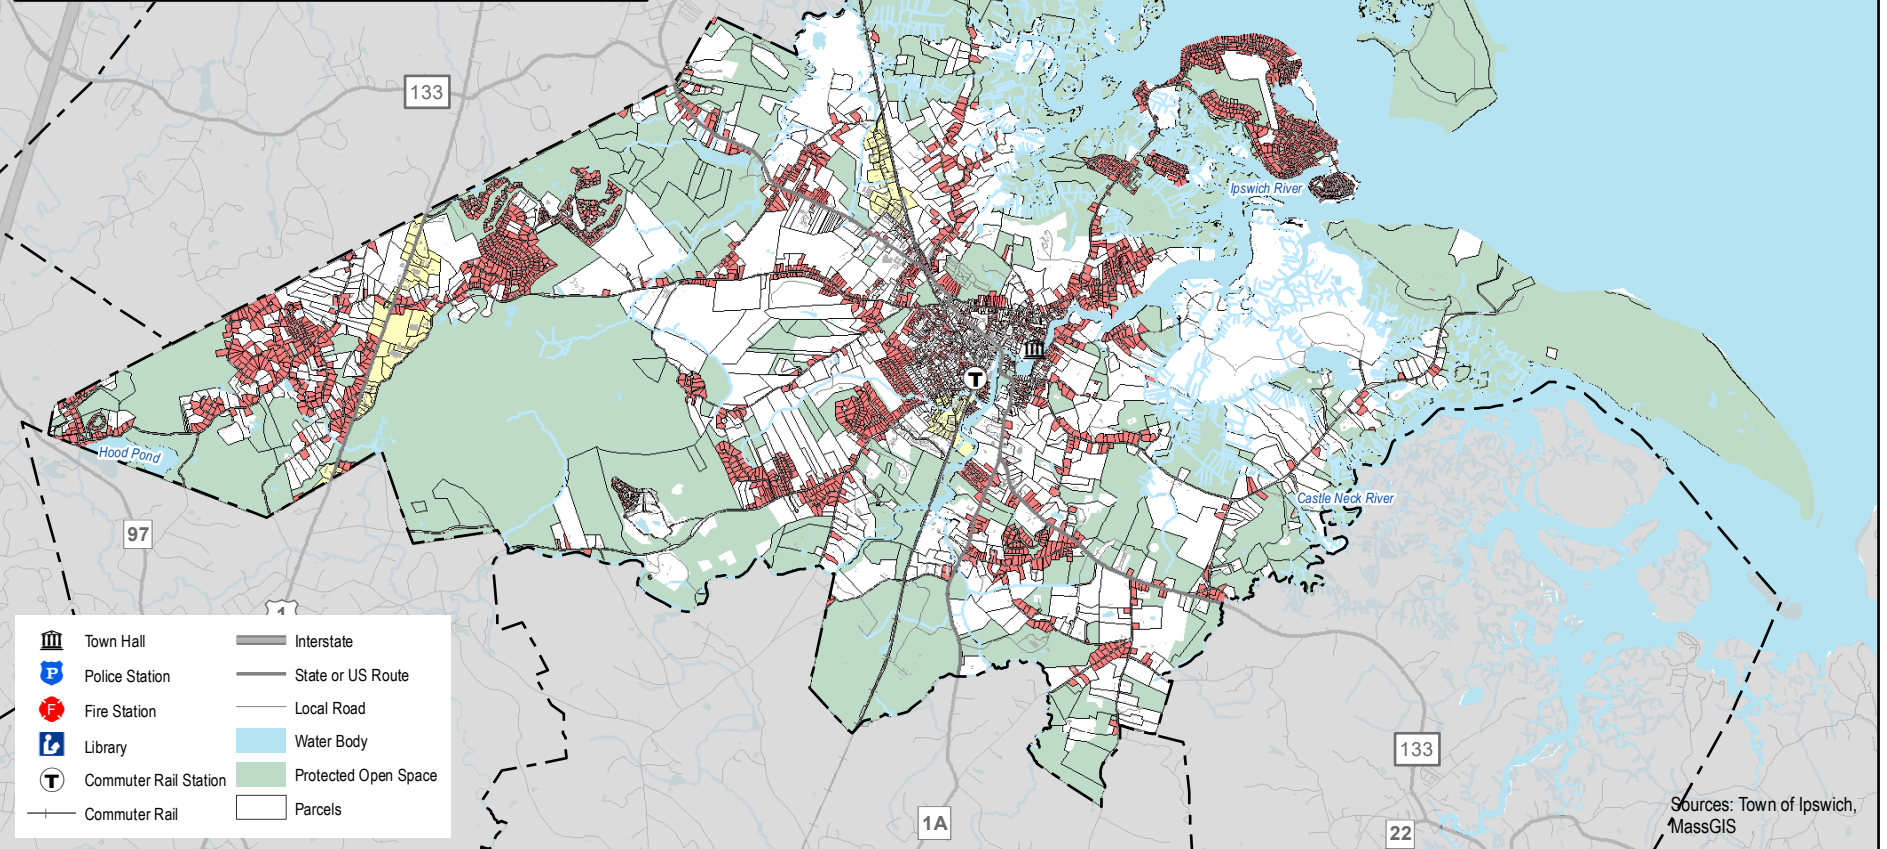 133
Ipswich River
Hood Pond
Castle Neck River
97
1
Town Hall
Interstate
P
Police Station
State or US Route
F
Fire Station
Local Road
Library
Water Body
T
Commuter Rail Station
Protected Open Space
Commuter Rail
Parcels
T
133
1A
22
Sources: Town of Ipswich,
MassGIS